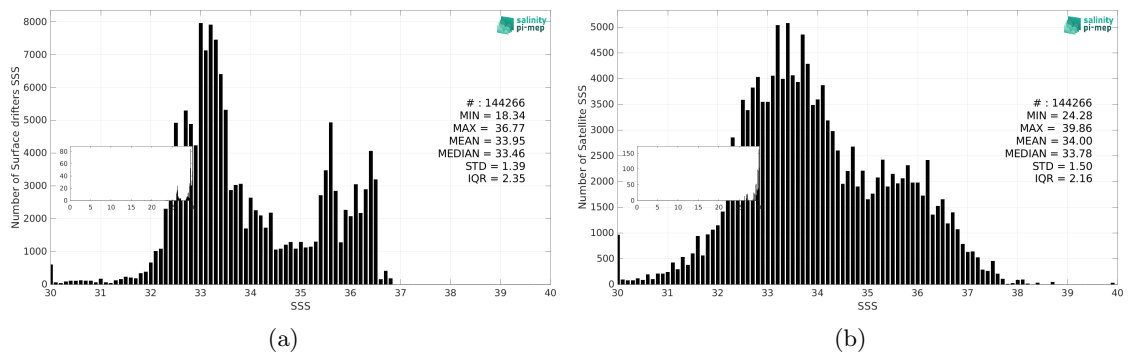 salinity
pi-mep
8000
7000
6000
5000
4000
3000
2000
1000
0
Number of Surface drifters SSS
# : 144266
MIN = 18.34
MAX = 36.77
MEAN = 33.95
MEDIAN = 33.46
STD = 1.39
IQR = 2.35
80
60
40
20
0
0 5 10 15 20 25
30 31 32 33 34 35 36 37 38 39 40
SSS
(a)
salinity
pi-mep
5000
4500
4000
3500
3000
2500
2000
1500
1000
500
0
Number of Satellite SSS
# : 144266
MIN = 24.28
MAX = 39.86
MEAN = 34.00
MEDIAN = 33.78
STD = 1.50
IQR = 2.16
150
100
50
0
0 5 10 15 20 25
30 31 32 33 34 35 36 37 38 39 40
SSS
(b)